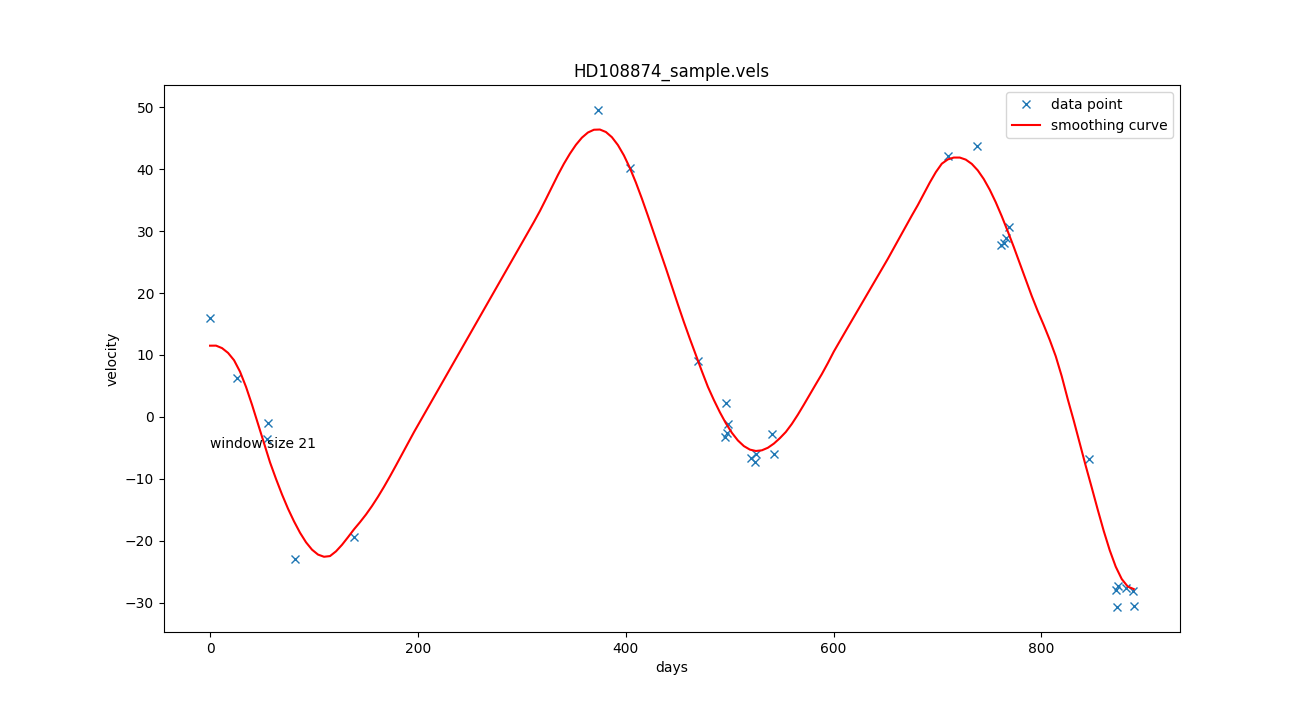 HD108874_sample.vels
data point
smoothing curve
50
40
30
20
10
0
−10
−20
−30
velocity
window size 21
0
200
400
600
800
days